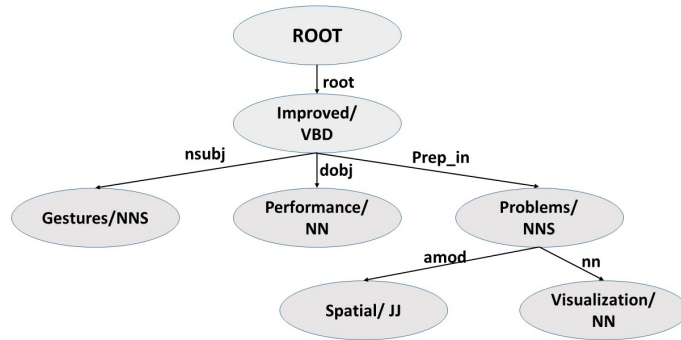 ROOT
root
Improved/
VBD
nsubj
dobj
Prep_in
Gestures/NNS
Performance/
NN
Problems/
NNS
amod
nn
Spatial/ JJ
Visualization/
NN